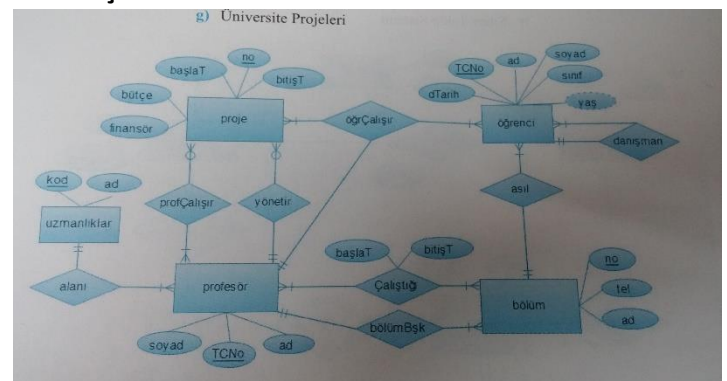 g) Üniversite Projeleri
no
başlaT
bitişT
bütçe
finansör
proje
öğrÇalışır
TCNo
ad
soyad
sınıf
dTarih
yaş
öğrenci
danışman
kod
ad
uzmanlıklar
profÇalışır
yönetir
asıl
alanı
profesör
başlaT
bitişT
Çalıştığ
bölümBşk
bölüm
no
tel
ad
soyad
TCNo
ad